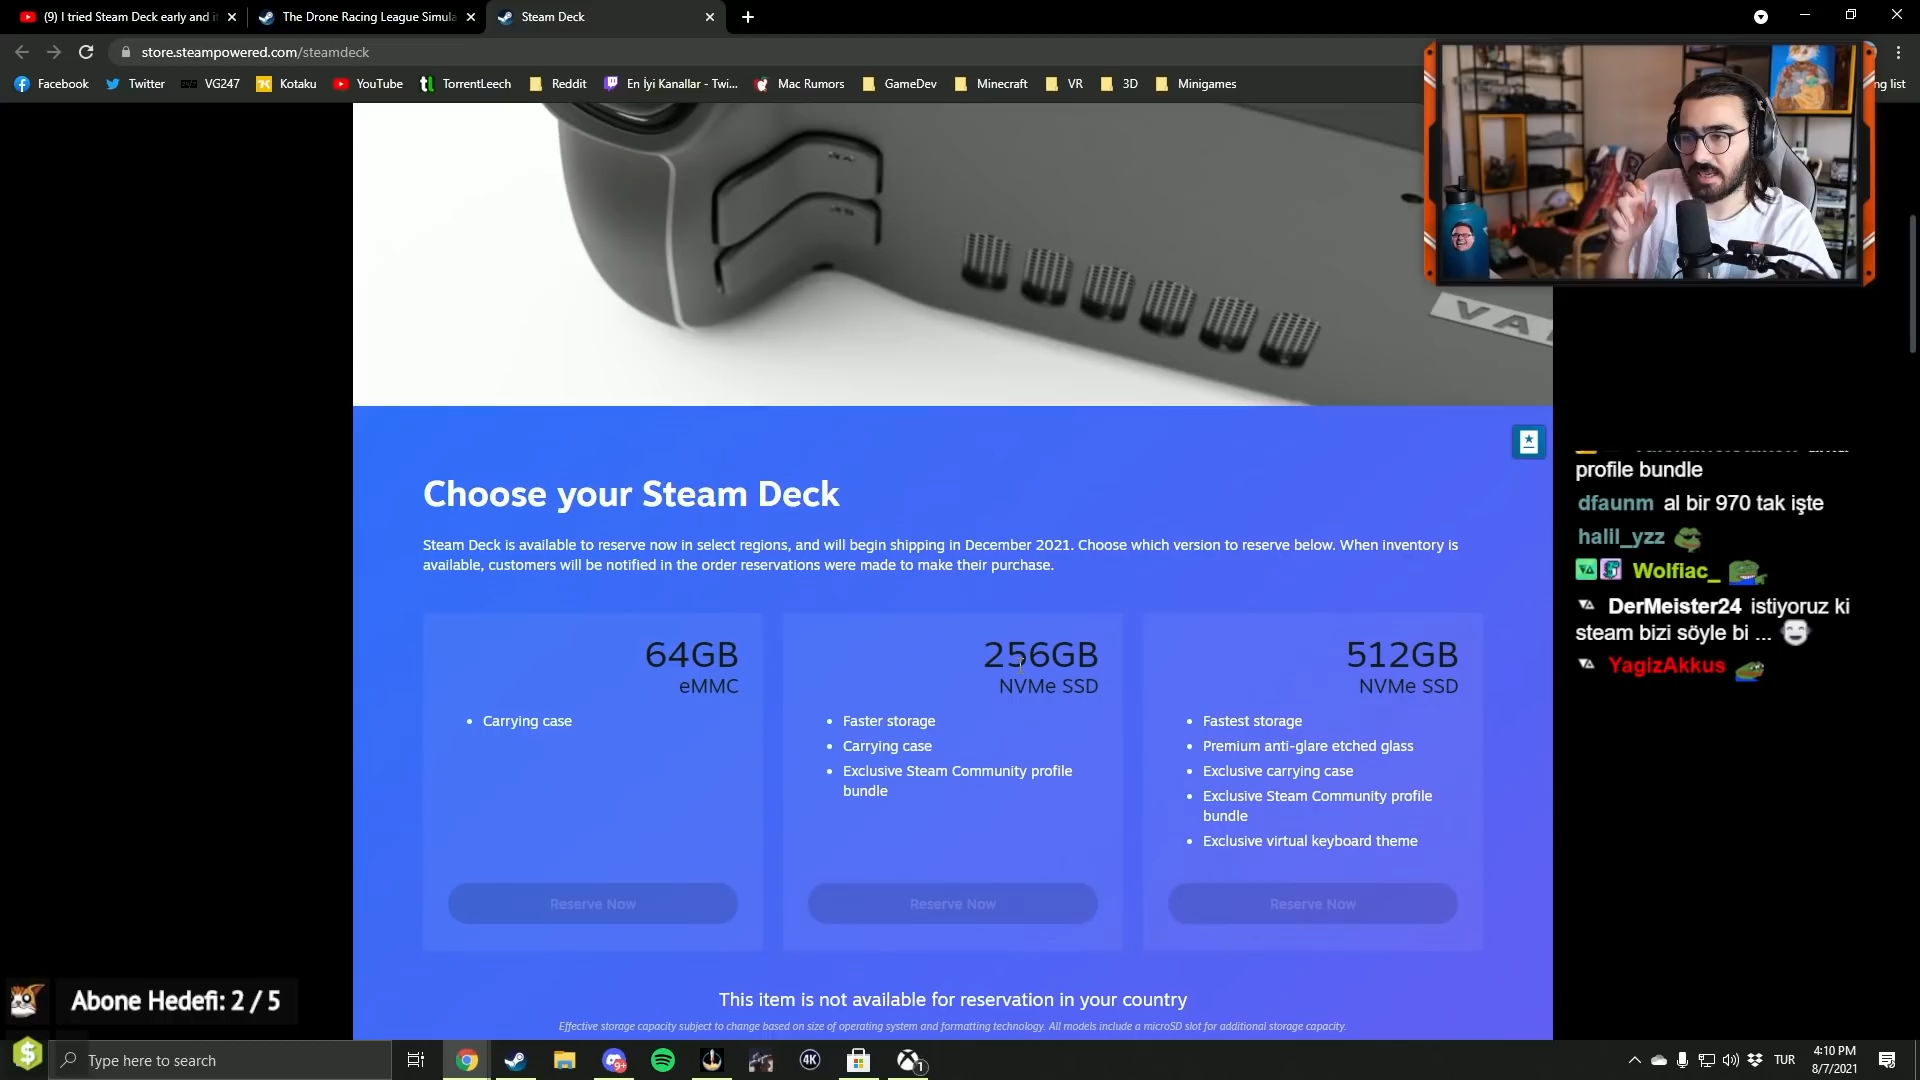 (9) I tried Steam Deck early and it
The Drone Racing League Simula
Steam Deck
store.steampowered.com/steamdeck
Facebook
Twitter
VG247
Kotaku
YouTube
TorrentLeech
Reddit
En İyi Kanallar - Twi...
Mac Rumors
GameDev
Minecraft
VR
3D
Minigames
ng list
Choose your Steam Deck
Steam Deck is available to reserve now in select regions, and will begin shipping in December 2021. Choose which version to reserve below. When inventory is
available, customers will be notified in the order reservations were made to make their purchase.
64GB
eMMC
• Carrying case
Reserve Now
256GB
NVMe SSD
• Faster storage
• Carrying case
• Exclusive Steam Community profile
bundle
Reserve Now
512GB
NVMe SSD
• Fastest storage
• Premium anti-glare etched glass
• Exclusive carrying case
• Exclusive Steam Community profile
bundle
• Exclusive virtual keyboard theme
Reserve Now
This item is not available for reservation in your country
Effective storage capacity subject to change based on size of operating system and formatting technology. All models include a microSD slot for additional storage capacity.
profile bundle
dfaunm al bir 970 tak işte
halil_yzz
Wolfiac_
DerMeister24 istiyoruz ki
steam bizi söyle bi ...
YagizAkkus
Abone Hedefi: 2 / 5
Type here to search
9+
4K
1
TUR
4:10 PM
8/7/2021